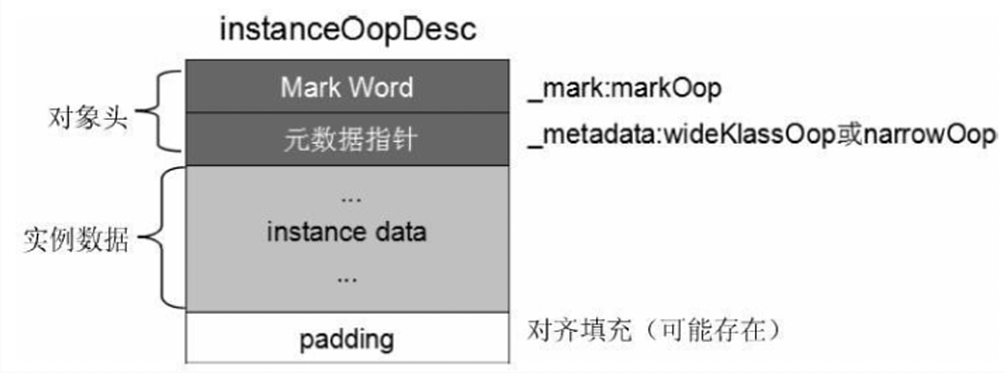 instanceOopDesc
对象头
Mark Word
_mark:markOop
元数据指针
_metadata:wideKlassOop或narrowOop
实例数据
...
instance data
...
padding
对齐填充（可能存在）